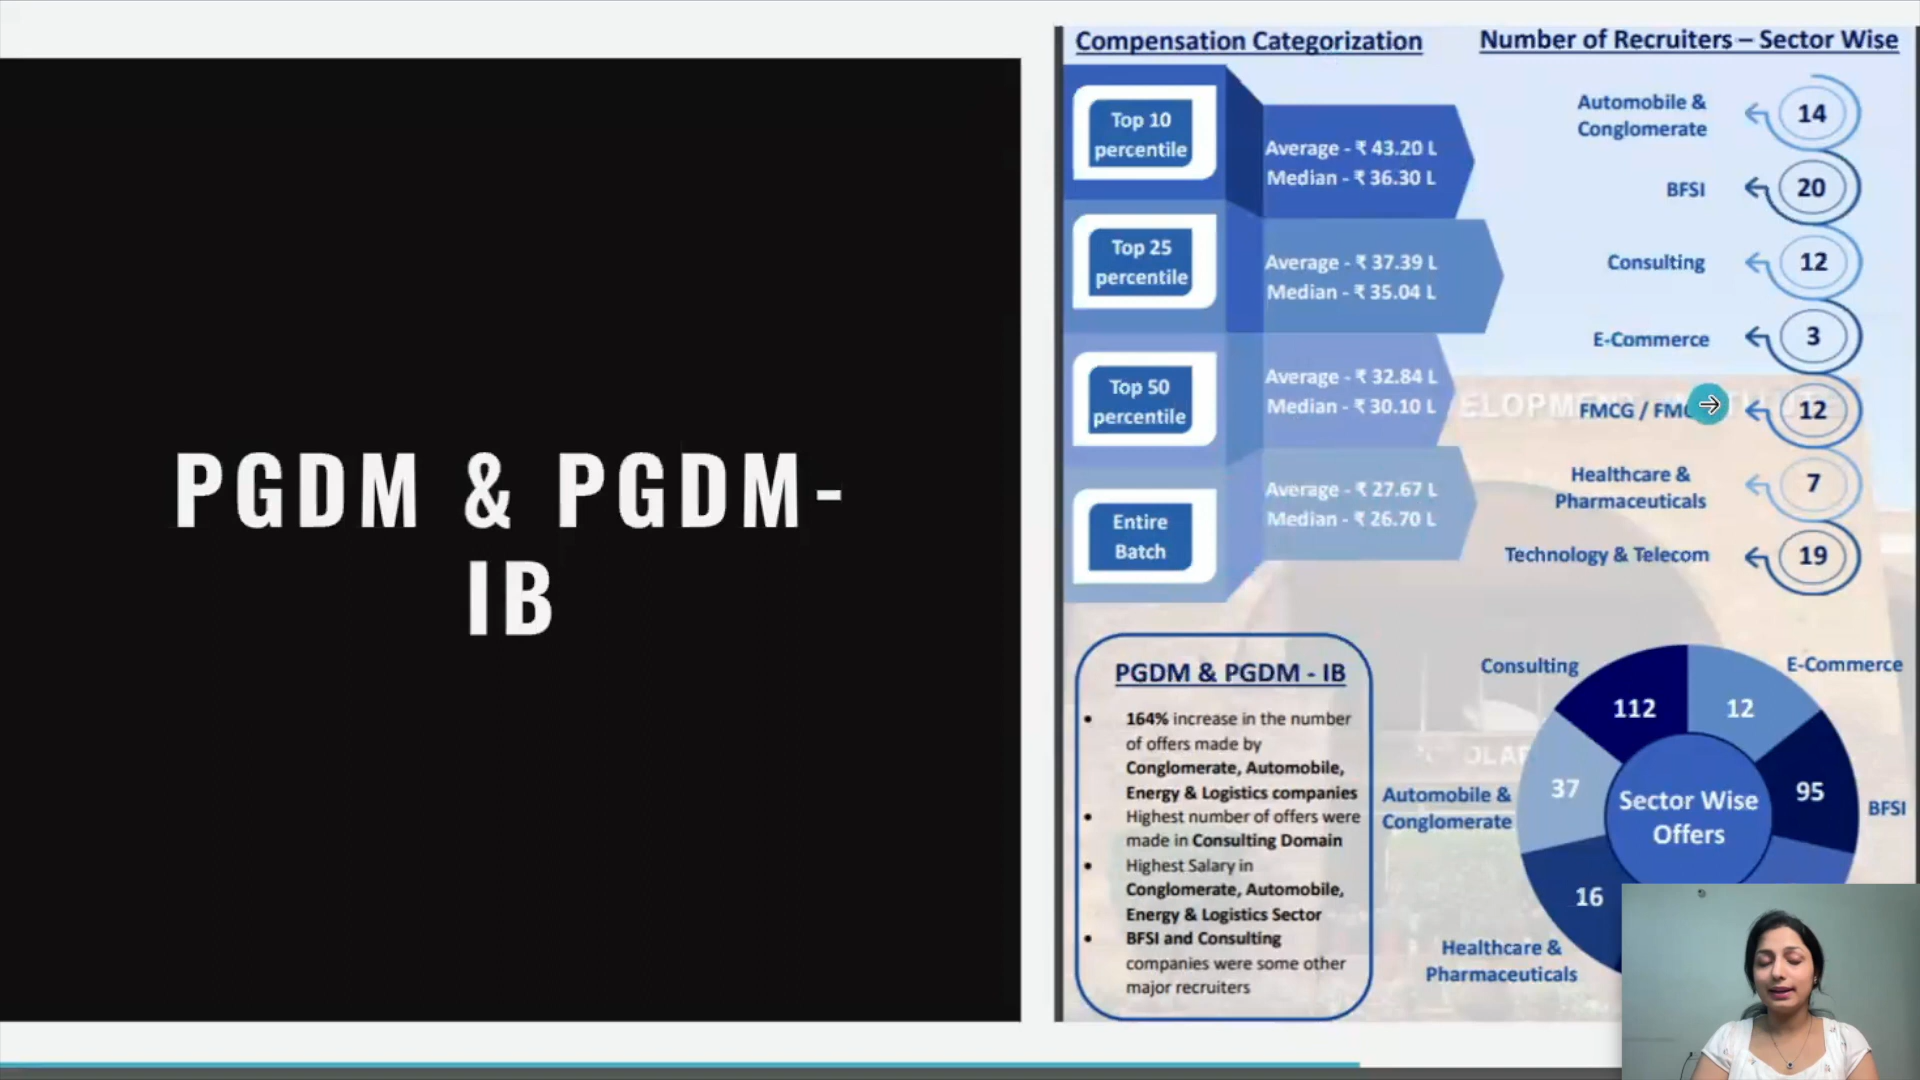 PGDM & PGDM-
IB
Compensation Categorization
Top 10
percentile
Average - ₹ 43.20 L
Median - ₹ 36.30 L
Top 25
percentile
Average - ₹ 37.39 L
Median - ₹ 35.04 L
Top 50
percentile
Average - ₹ 32.84 L
Median - ₹ 30.10 L
Entire
Batch
Average - ₹ 27.67 L
Median - ₹ 26.70 L
Number of Recruiters – Sector Wise
Automobile &
Conglomerate
14
BFSI
20
Consulting
12
E-Commerce
3
FMCG /
12
Healthcare &
Pharmaceuticals
7
Technology & Telecom
19
PGDM & PGDM - IB
• 164% increase in the number
of offers made by
Conglomerate, Automobile,
Energy & Logistics companies
• Highest number of offers were
made in Consulting Domain
• Highest Salary in
Conglomerate, Automobile,
Energy & Logistics Sector
• BFSI and Consulting
companies were some other
major recruiters
Sector Wise
Offers
Consulting
112
E-Commerce
12
95
BFSI
Automobile &
Conglomerate
37
16
Healthcare &
Pharmaceuticals